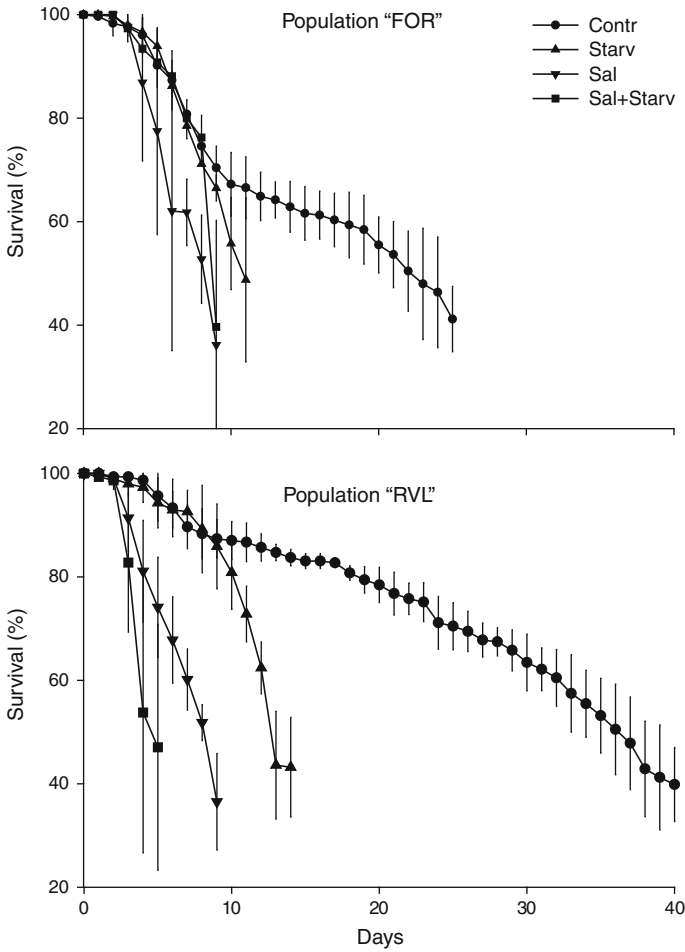 100
80
60
40
20
Survival (%)
Population “FOR”
Contr
Starv
Sal
Sal+Starv
100
80
60
40
20
Survival (%)
Population “RVL”
0
10
20
30
40
Days